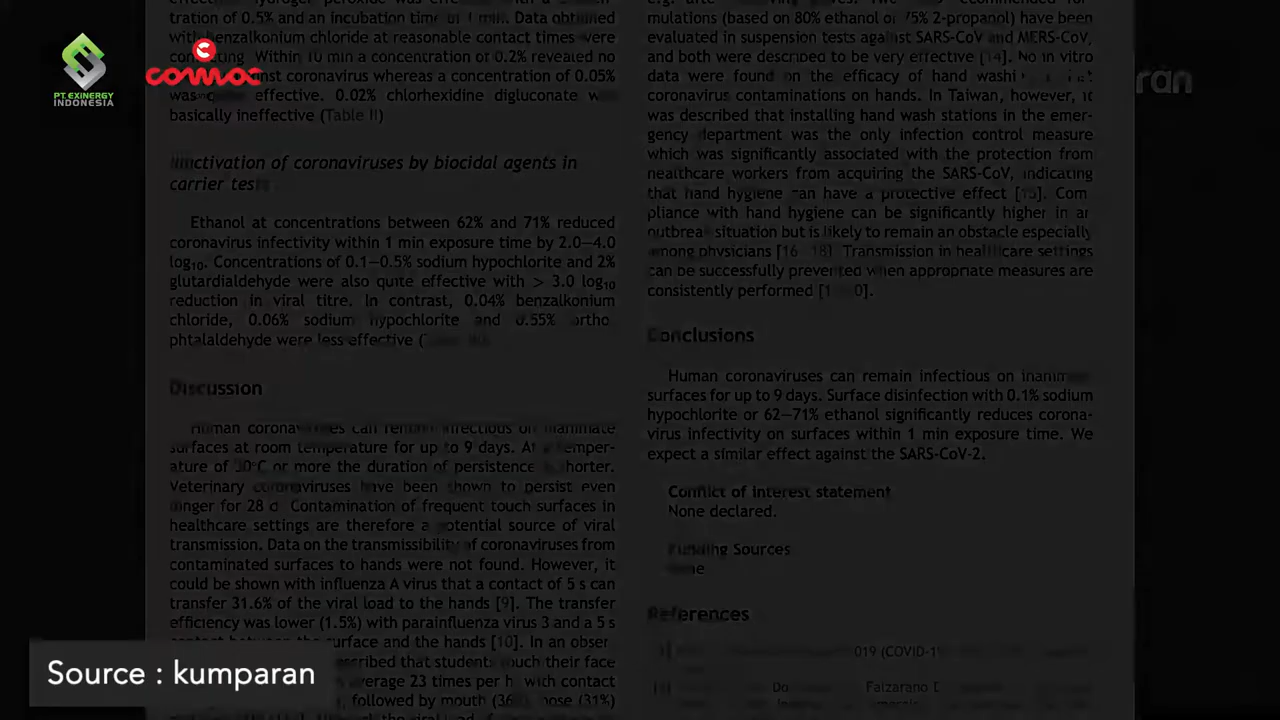 PT.EXINERGY
INDONESIA
comac
rán
tration of 0.5% and an incubation time of 1 min. Data obtained
with benzalkonium chloride at reasonable contact times were
Within 10 min a concentration of 0.2% revealed no
against coronavirus whereas a concentration of 0.05%
was quite effective. 0.02% chlorhexidine digluconate was
basically ineffective (Table II)
Inactivation of coronaviruses by biocidal agents in
carrier tests
Ethanol at concentrations between 62% and 71% reduced
coronavirus infectivity within 1 min exposure time by 2.0–4.0
log₁₀. Concentrations of 0.1–0.5% sodium hypochlorite and 2%
glutardialdehyde were also quite effective with > 3.0 log₁₀
reduction in viral titre. In contrast, 0.04% benzalkonium
chloride, 0.06% sodium hypochlorite and 0.55% ortho-
phtalaldehyde were less effective
Discussion
Human coronaviruses can remain infectious on inanimate
surfaces at room temperature for up to 9 days. At a temper-
ature of 30°C or more the duration of persistence is shorter.
Veterinary coronaviruses have been shown to persist even
longer for 28 d. Contamination of frequent touch surfaces in
healthcare settings are therefore a potential source of viral
transmission. Data on the transmissibility of coronaviruses from
contaminated surfaces to hands were not found. However, it
could be shown with influenza A virus that a contact of 5 s can
transfer 31.6% of the viral load to the hands [9]. The transfer
efficiency was lower (1.5%) with parainfluenza virus 3 and a 5 s
contact between the surface and the hands [10]. In an obser-
described that students touch their face
average 23 times per h, with contact
followed by mouth (36%), nose (31%)
mulations (based on 80% ethanol or 75% 2-propanol) have been
evaluated in suspension tests against SARS-CoV and MERS-CoV,
and both were described to be very effective [14]. No in vitro
data were found on the efficacy of hand washing against
coronavirus contaminations on hands. In Taiwan, however, it
was described that installing hand wash stations in the emer-
gency department was the only infection control measure
which was significantly associated with the protection from
healthcare workers from acquiring the SARS-CoV, indicating
that hand hygiene can have a protective effect [15]. Com-
pliance with hand hygiene can be significantly higher in an
outbreak situation but is likely to remain an obstacle especially
among physicians [16–18]. Transmission in healthcare settings
can be successfully prevented when appropriate measures are
consistently performed
Conclusions
Human coronaviruses can remain infectious on inanimate
surfaces for up to 9 days. Surface disinfection with 0.1% sodium
hypochlorite or 62–71% ethanol significantly reduces corona-
virus infectivity on surfaces within 1 min exposure time. We
expect a similar effect against the SARS-CoV-2.
Conflict of interest statement
None declared.
Funding Sources
None
References
019 (COVID-19
Falzarano D
Source : kumparan